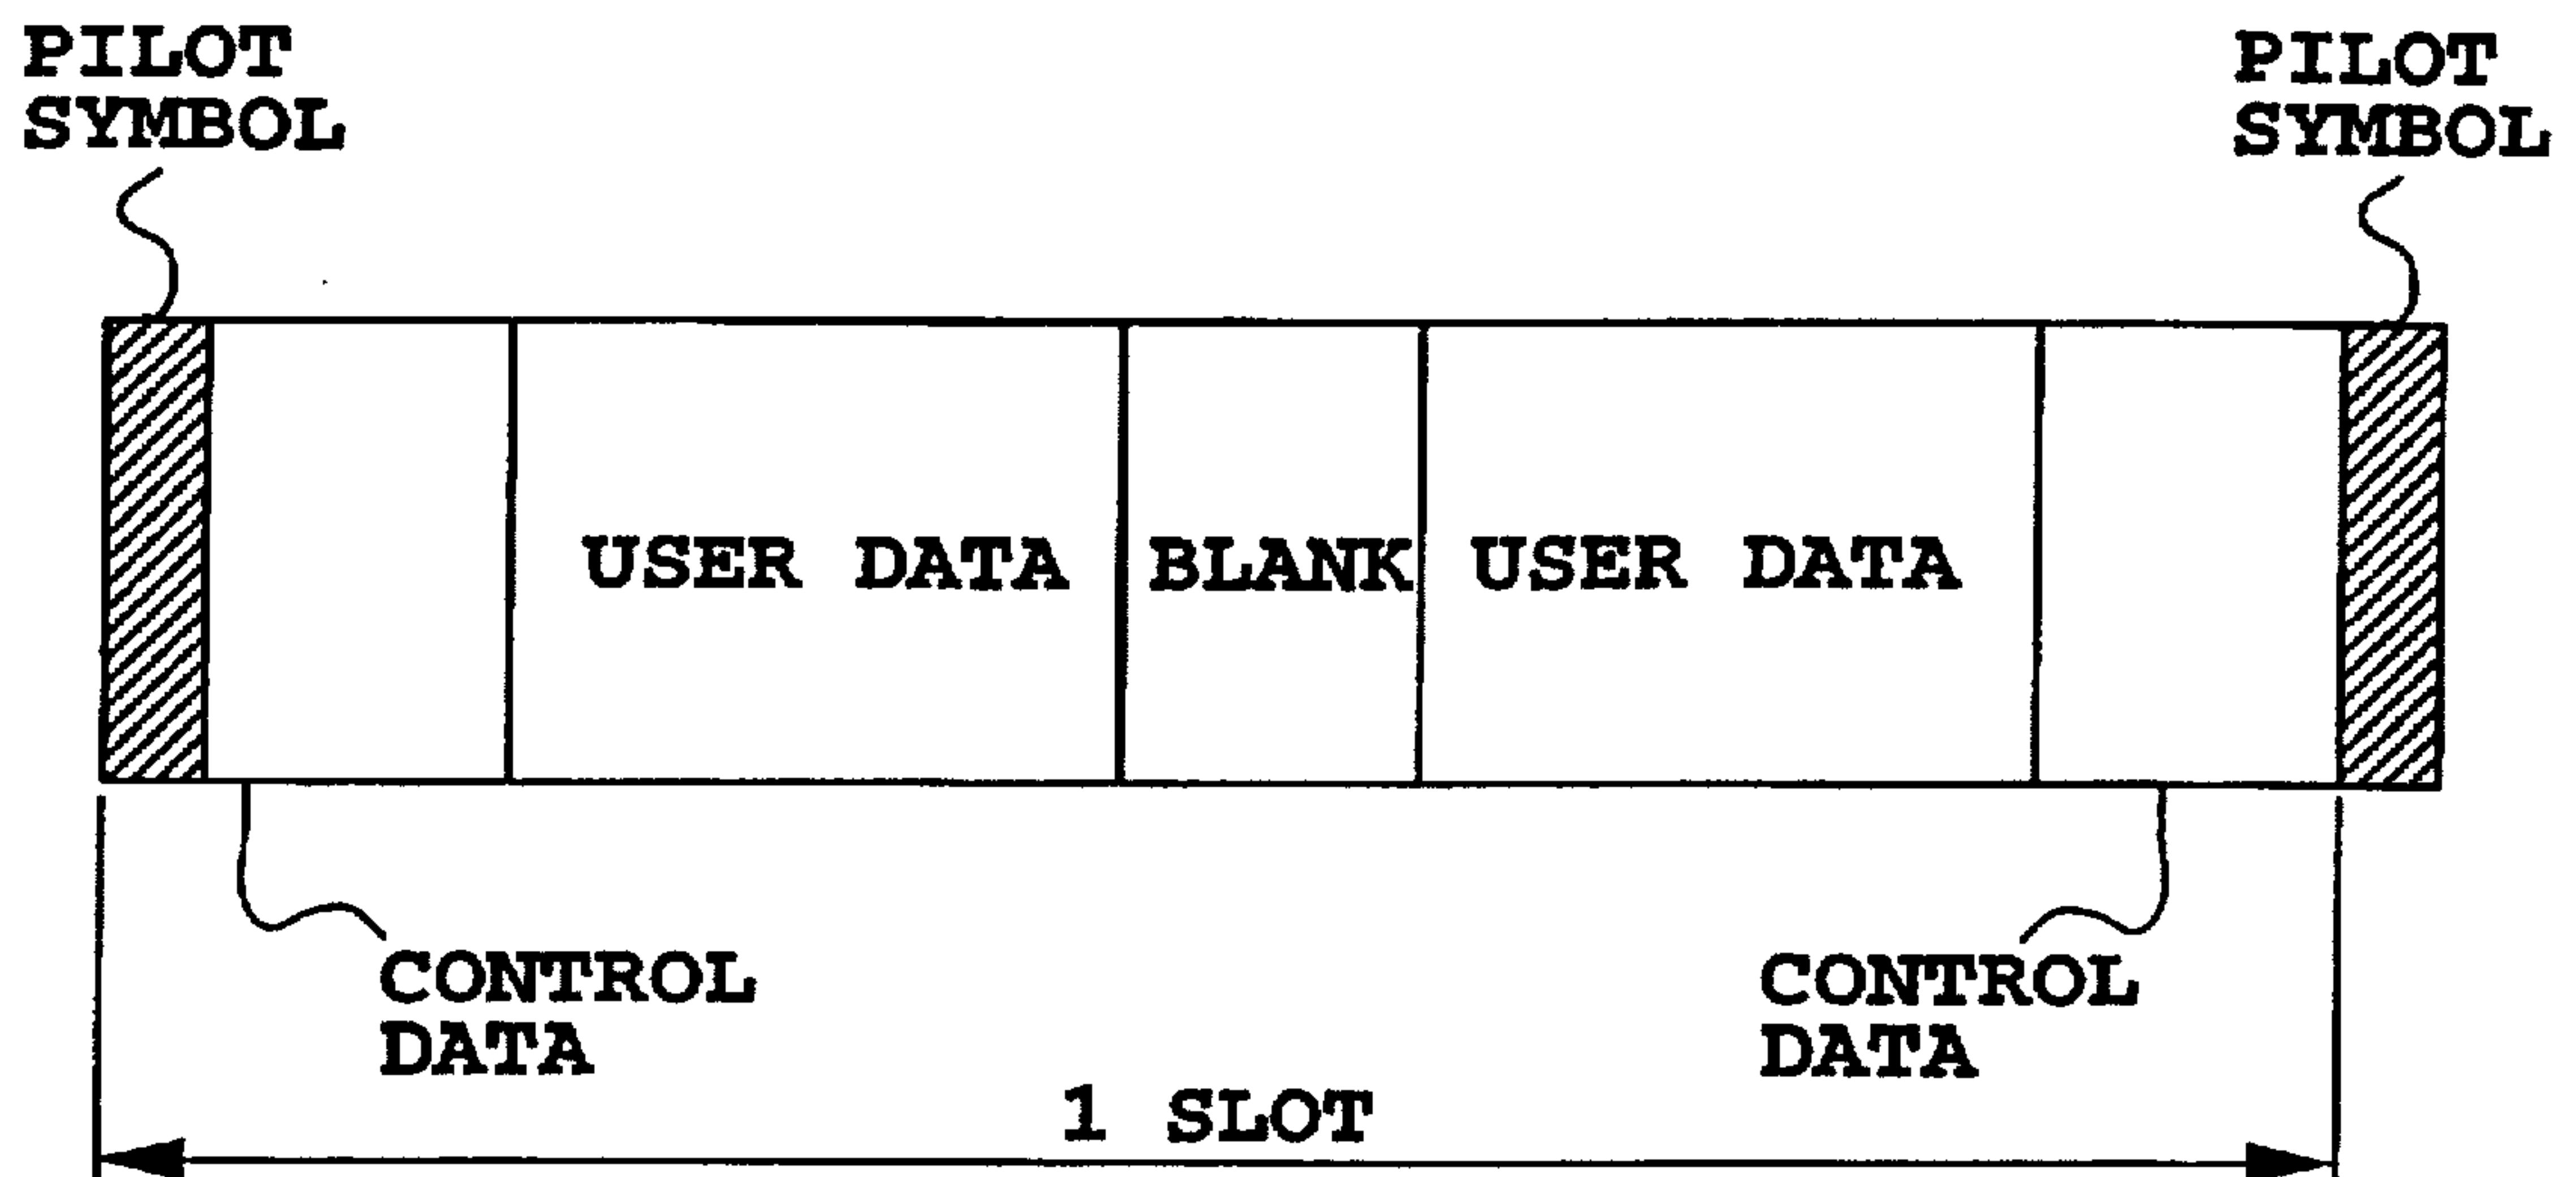 PILOT
SYMBOL
PILOT
SYMBOL
USER DATA
BLANK
USER DATA
CONTROL
DATA
CONTROL
DATA
1 SLOT